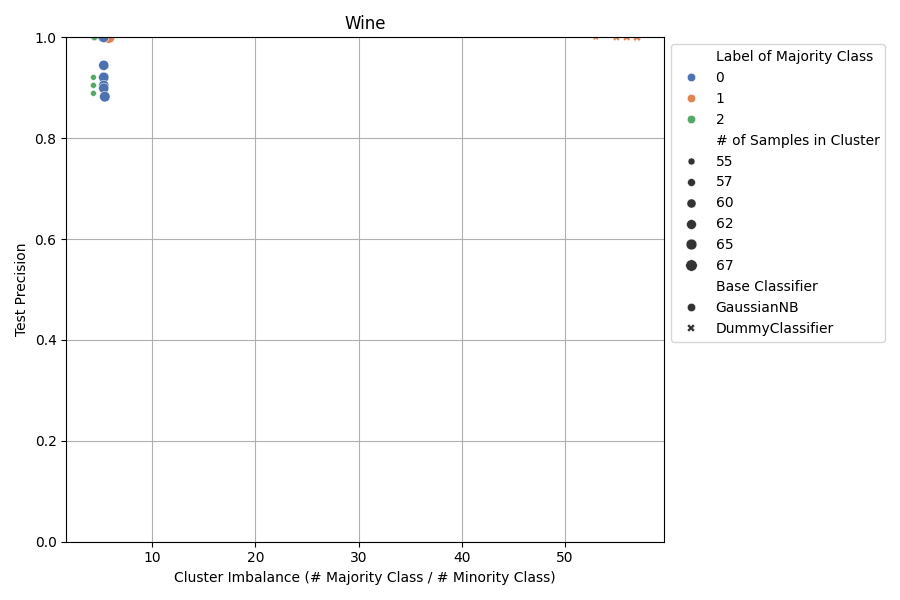 Wine
1.0
0.8
0.6
0.4
0.2
0.0
Test Precision
10
20
30
40
50
Cluster Imbalance (# Majority Class / # Minority Class)
Label of Majority Class
0
1
2
# of Samples in Cluster
55
57
60
62
65
67
Base Classifier
GaussianNB
DummyClassifier